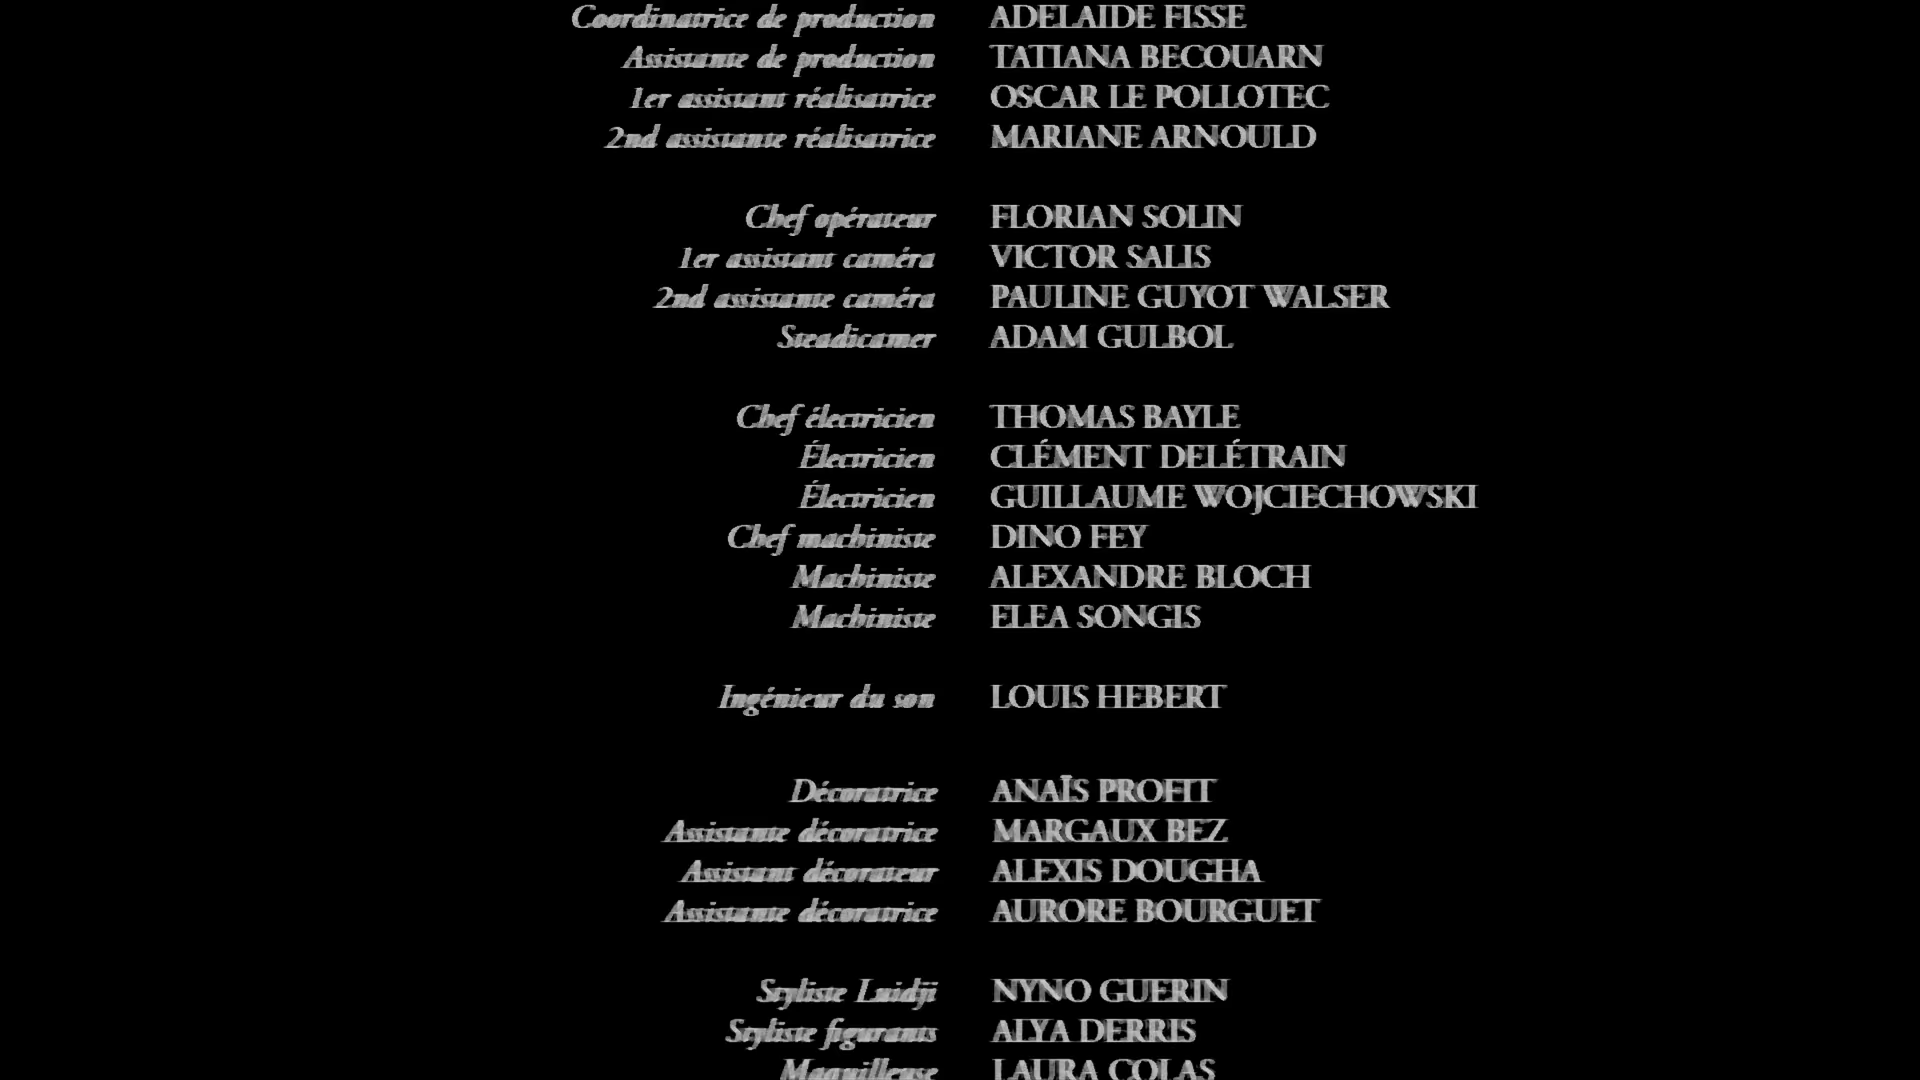 Coordinatrice de production ADELAIDE FISSE
Assistante de production TATIANA BECOUARN
1er assistant réalisatrice OSCAR LE POLLOTEC
2nd assistante réalisatrice MARIANE ARNOULD
Chef opérateur FLORIAN SOLIN
1er assistant caméra VICTOR SALIS
2nd assistante caméra PAULINE GUYOT WALSER
Steadicamer ADAM GULBOL
Chef électricien THOMAS BAYLE
Électricien CLÉMENT DELÉTRAIN
Électricien GUILLAUME WOJCIECHOWSKI
Chef machiniste DINO FEY
Machiniste ALEXANDRE BLOCH
Machiniste ELEA SONGIS
Ingénieur du son LOUIS HEBERT
Décoratrice ANAÏS PROFIT
Assistante décoratrice MARGAUX BEZ
Assistant décorateur ALEXIS DOUGHA
Assistante décoratrice AURORE BOURGUET
Styliste Luidji NYNO GUERIN
Styliste figurants ALYA DERRIS
Maquilleuse LAURA COLAS